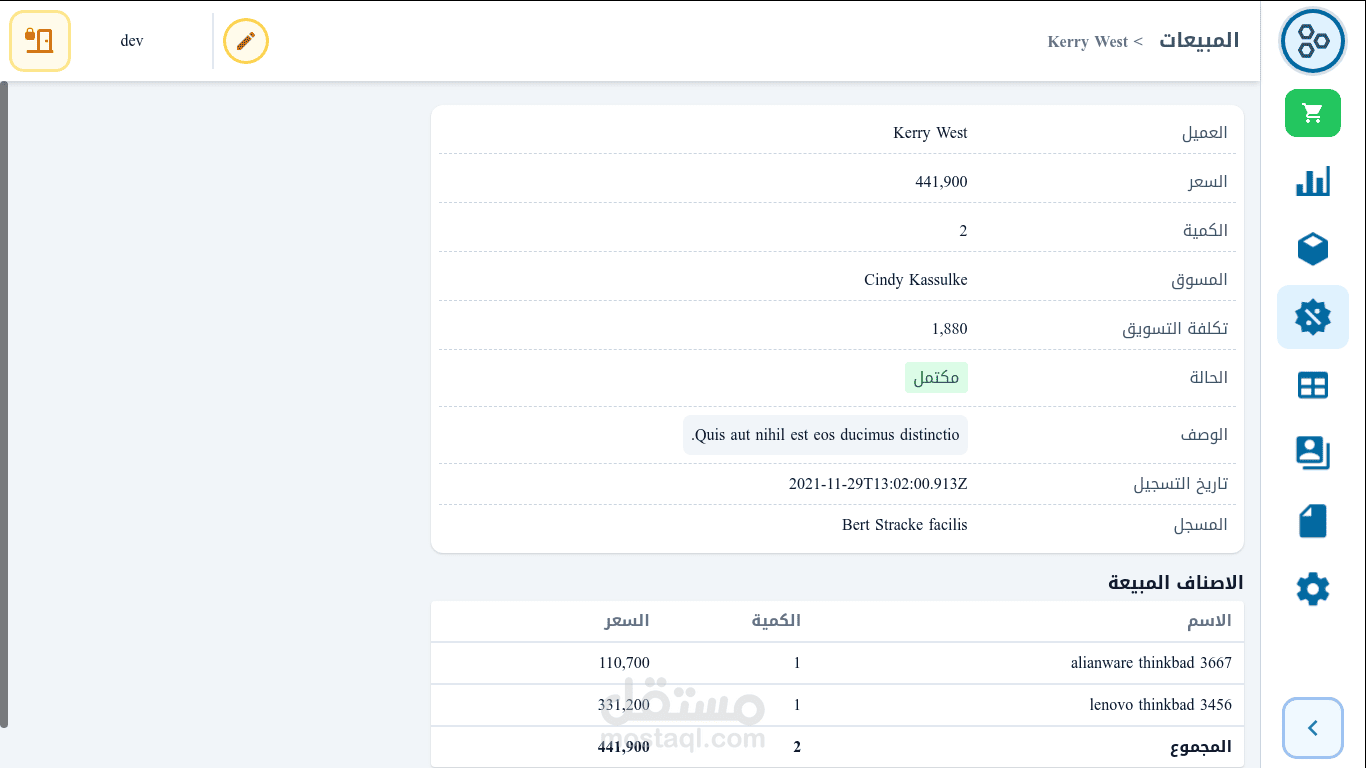 المبيعات > Kerry West
dev
العميل Kerry West
السعر 441,900
الكمية 2
المسوق Cindy Kassulke
تكلفة التسويق 1,880
الحالة مكتمل
الوصف .Quis aut nihil est eos ducimus distinctio
تاريخ التسجيل 2021-11-29T13:02:00.913Z
المسجل Bert Stracke facilis
الاصناف المبيعة
الاسم الكمية السعر
alianware thinkbad 3667 1 110,700
lenovo thinkbad 3456 1 331,200
المجموع 2 441,900
مستقل
mostaql.com